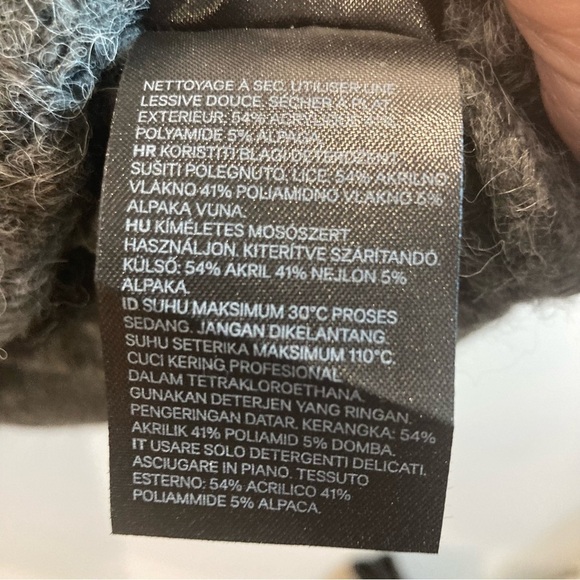 NETTOYAGE À SEC. UTILISER UNE
LESSIVE DOUCE. SÉCHER À PLAT.
EXTERIEUR: 54% ACRYLIQUE 41%
POLYAMIDE 5% ALPAGA.
HR KORISTITI BLAGI DETERDŽENT.
SUŠITI POLEGNUTO. LICE: 54% AKRILNO
VLAKNO 41% POLIAMIDNO VLAKNO 5%
ALPAKA VUNA.
HU KÍMÉLETES MOSÓSZERT
HASZNÁLJON. KITERÍTVE SZÁRÍTANDÓ.
KÜLSŐ: 54% AKRIL 41% NEJLON 5%
ALPAKA.
ID SUHU MAKSIMUM 30°C PROSES
SEDANG. JANGAN DIKELANTANG.
SUHU SETERIKA MAKSIMUM 110°C.
CUCI KERING PROFESIONAL
DALAM TETRAKLOROETHANA.
GUNAKAN DETERJEN YANG RINGAN.
PENGERINGAN DATAR. KERANGKA: 54%
AKRILIK 41% POLIAMID 5% DOMBA.
IT USARE SOLO DETERGENTI DELICATI.
ASCIUGARE IN PIANO. TESSUTO
ESTERNO: 54% ACRILICO 41%
POLIAMMIDE 5% ALPACA.